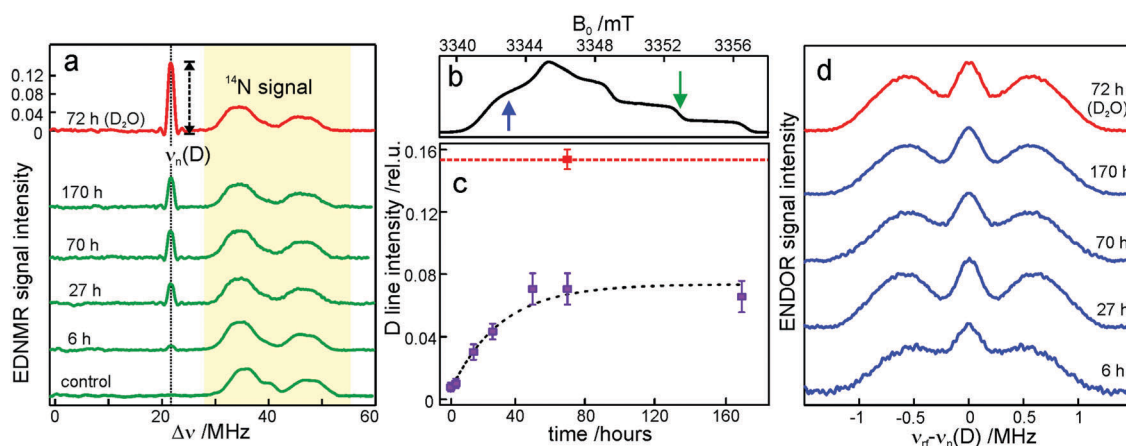 a
EDNMR signal intensity
0.12
0.08
0.04
0
72 h (D₂O)
¹⁴N signal
νₙ(D)
170 h
70 h
27 h
6 h
control
0 20 40 60
Δν /MHz
B₀ /mT
3340 3344 3348 3352 3356
b
c
D line intensity /rel.u.
0.16
0.12
0.08
0.04
0.00
0 40 80 120 160
time /hours
d
ENDOR signal intensity
72 h
(D₂O)
170 h
70 h
27 h
6 h
-1 -0.5 0 0.5 1
νrf-νₙ(D) /MHz